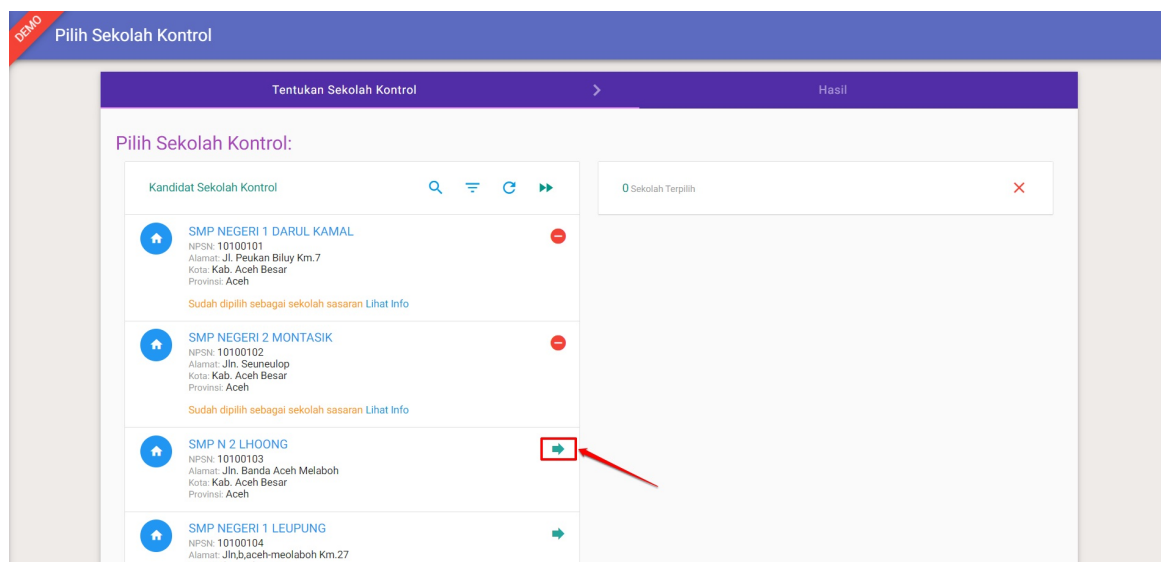 DEMO
Pilih Sekolah Kontrol
Tentukan Sekolah Kontrol
Hasil
Pilih Sekolah Kontrol:
Kandidat Sekolah Kontrol
0 Sekolah Terpilih
SMP NEGERI 1 DARUL KAMAL
NPSN: 10100101
Alamat: Jl. Peukan Biluy Km.7
Kota: Kab. Aceh Besar
Provinsi: Aceh
Sudah dipilih sebagai sekolah sasaran Lihat Info
SMP NEGERI 2 MONTASIK
NPSN: 10100102
Alamat: Jln. Seuneulop
Kota: Kab. Aceh Besar
Provinsi: Aceh
Sudah dipilih sebagai sekolah sasaran Lihat Info
SMP N 2 LHOONG
NPSN: 10100103
Alamat: Jln. Banda Aceh Melaboh
Kota: Kab. Aceh Besar
Provinsi: Aceh
SMP NEGERI 1 LEUPUNG
NPSN: 10100104
Alamat: Jln,b,aceh-meolaboh Km.27